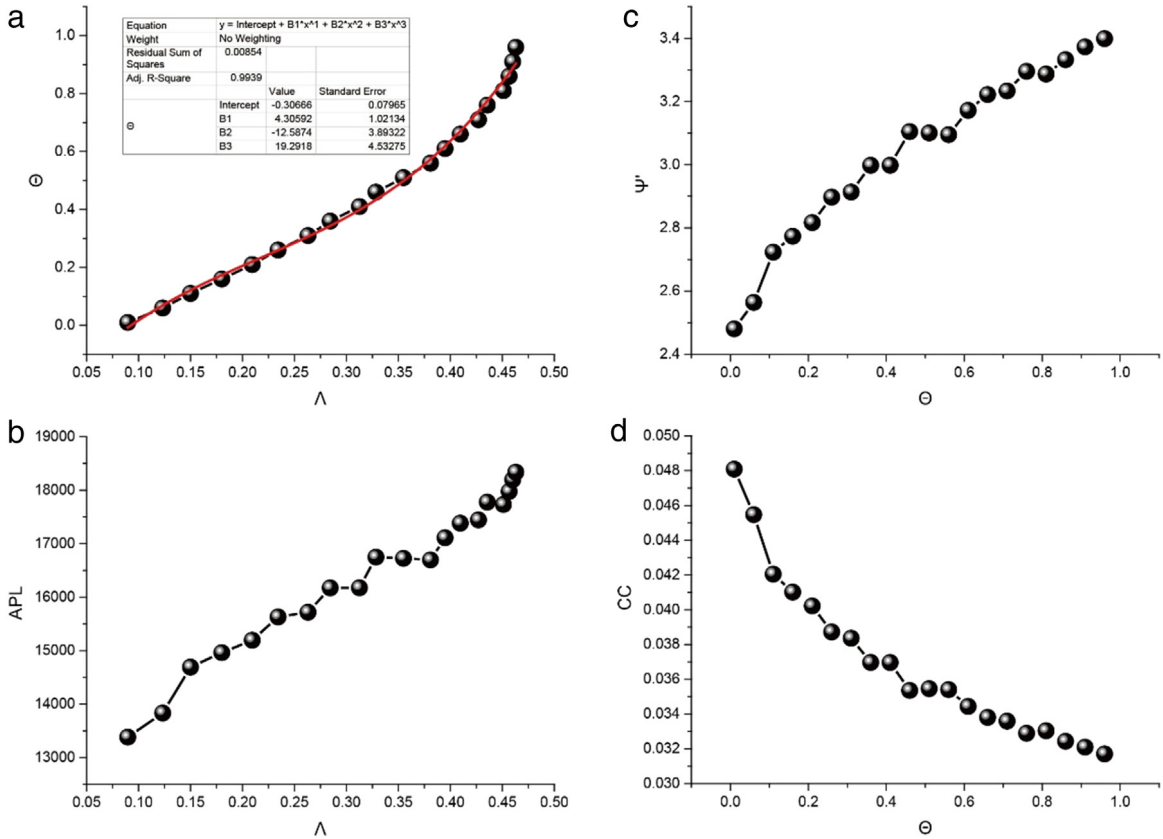 a
Equation y = Intercept + B1*x^1 + B2*x^2 + B3*x^3
Weight No Weighting
Residual Sum of Squares 0.00854
Adj. R-Square 0.9939
Value Standard Error
Θ
Intercept -0.30666 0.07965
B1 4.30592 1.02134
B2 -12.5874 3.89322
B3 19.2918 4.53275
1.0
0.8
0.6
0.4
0.2
0.0
Θ
0.05 0.10 0.15 0.20 0.25 0.30 0.35 0.40 0.45 0.50
Λ
b
19000
18000
17000
16000
15000
14000
13000
APL
0.05 0.10 0.15 0.20 0.25 0.30 0.35 0.40 0.45 0.50
Λ
c
3.4
3.2
3.0
2.8
2.6
2.4
Ψ'
0.0 0.2 0.4 0.6 0.8 1.0
Θ
d
0.050
0.048
0.046
0.044
0.042
0.040
0.038
0.036
0.034
0.032
0.030
CC
0.0 0.2 0.4 0.6 0.8 1.0
Θ